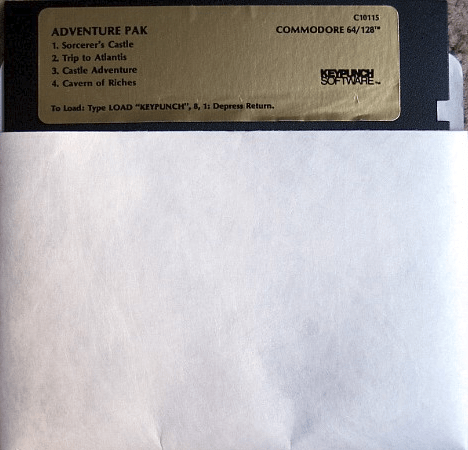 C10115
ADVENTURE PAK
COMMODORE 64/128™
1. Sorcerer's Castle
2. Trip to Atlantis
3. Castle Adventure
4. Cavern of Riches
KEYPUNCH
SOFTWARE™
To Load: Type LOAD "KEYPUNCH", 8, 1: Depress Return.